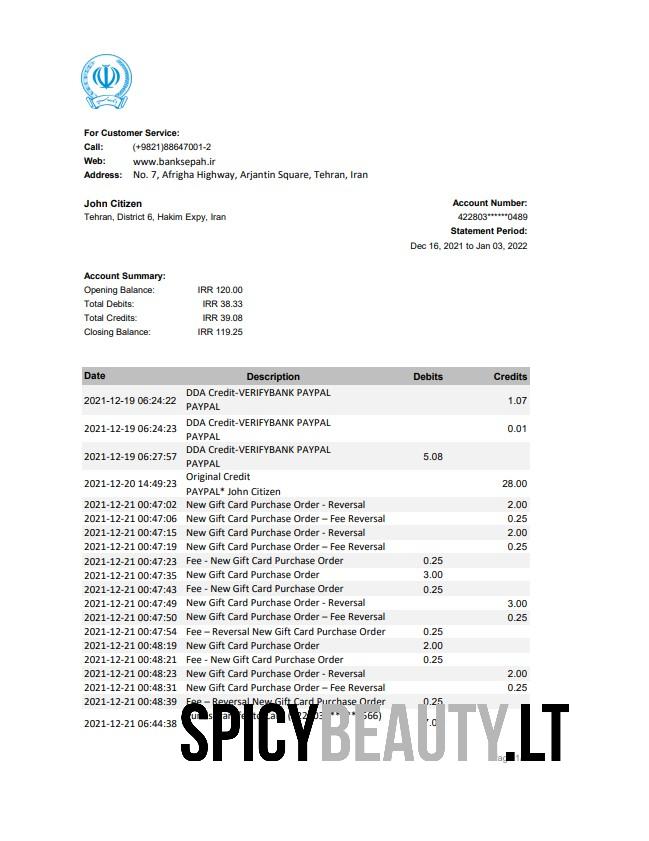 For Customer Service:
Call: (+9821)88647001-2
Web: www.banksepah.ir
Address: No. 7, Afrigha Highway, Arjantin Square, Tehran, Iran
John Citizen
Tehran, District 6, Hakim Expy, Iran
Account Number:
422803******0489
Statement Period:
Dec 16, 2021 to Jan 03, 2022
Account Summary:
Opening Balance: IRR 120.00
Total Debits: IRR 38.33
Total Credits: IRR 39.08
Closing Balance: IRR 119.25
Date Description Debits Credits
2021-12-19 06:24:22 DDA Credit-VERIFYBANK PAYPAL 1.07
PAYPAL
2021-12-19 06:24:23 DDA Credit-VERIFYBANK PAYPAL 0.01
PAYPAL
2021-12-19 06:27:57 DDA Credit-VERIFYBANK PAYPAL 5.08
PAYPAL
2021-12-20 14:49:23 Original Credit 28.00
PAYPAL* John Citizen
2021-12-21 00:47:02 New Gift Card Purchase Order - Reversal 2.00
2021-12-21 00:47:06 New Gift Card Purchase Order – Fee Reversal 0.25
2021-12-21 00:47:15 New Gift Card Purchase Order - Reversal 2.00
2021-12-21 00:47:19 New Gift Card Purchase Order – Fee Reversal 0.25
2021-12-21 00:47:23 Fee - New Gift Card Purchase Order 0.25
2021-12-21 00:47:35 New Gift Card Purchase Order 3.00
2021-12-21 00:47:43 Fee - New Gift Card Purchase Order 0.25
2021-12-21 00:47:49 New Gift Card Purchase Order - Reversal 3.00
2021-12-21 00:47:50 New Gift Card Purchase Order – Fee Reversal 0.25
2021-12-21 00:47:54 Fee – Reversal New Gift Card Purchase Order 0.25
2021-12-21 00:48:19 New Gift Card Purchase Order 2.00
2021-12-21 00:48:21 Fee - New Gift Card Purchase Order 0.25
2021-12-21 00:48:23 New Gift Card Purchase Order - Reversal 2.00
2021-12-21 00:48:31 New Gift Card Purchase Order – Fee Reversal 0.25
2021-12-21 00:48:39 Fee – Reversal New Gift Card Purchase Order 0.25
2021-12-21 06:44:38
SPICYBEAUTY.LT